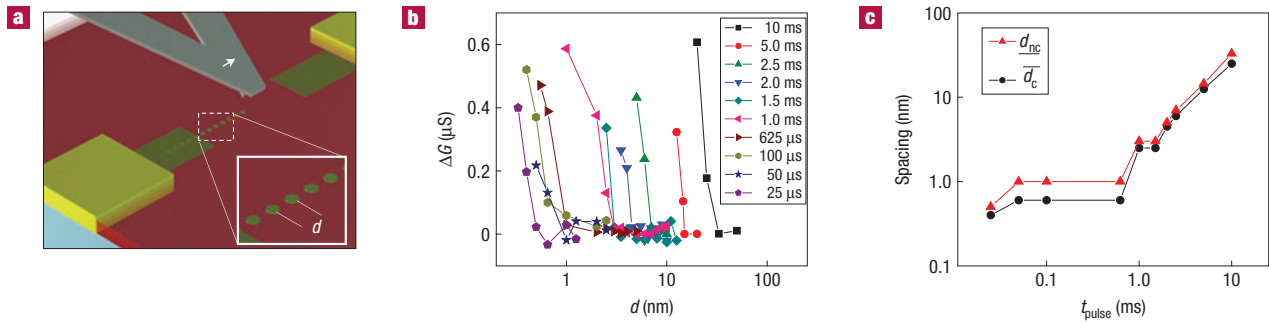 a
d
b
ΔG (μS)
0.6
0.4
0.2
0
1
10
100
d (nm)
10 ms
5.0 ms
2.5 ms
2.0 ms
1.5 ms
1.0 ms
625 μs
100 μs
50 μs
25 μs
c
Spacing (nm)
100
10
1.0
0.1
0.1
1.0
10
t_pulse (ms)
d_nc
d_c